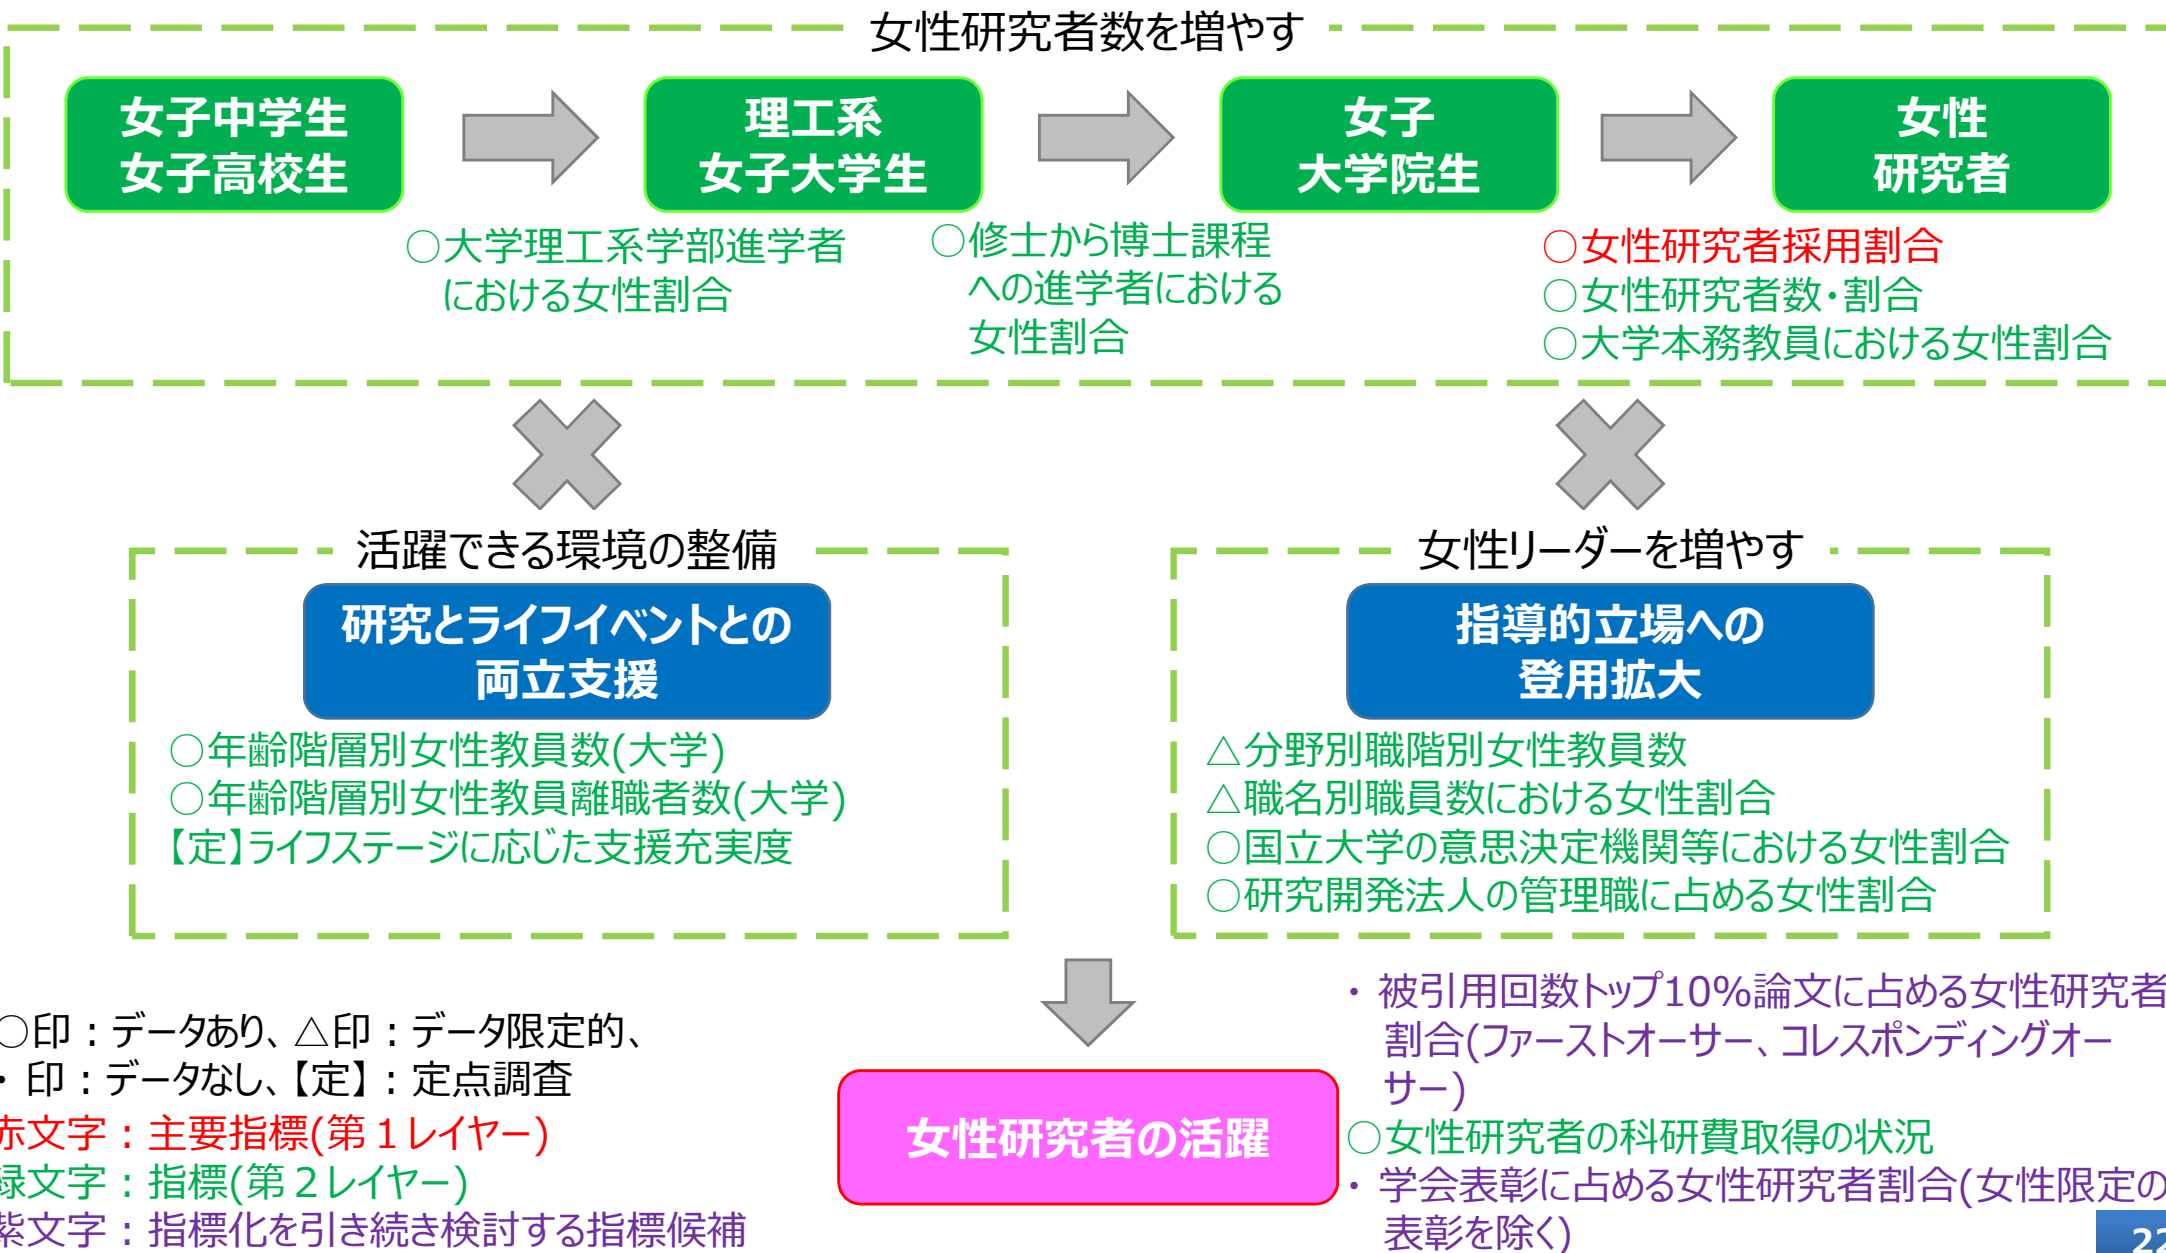 女性研究者数を増やす
女子中学生
女子高校生
理工系
女子大学生
女子
大学院生
女性
研究者
○大学理工系学部進学者
における女性割合
○修士から博士課程
への進学者における
女性割合
○女性研究者採用割合
○女性研究者数・割合
○大学本務教員における女性割合
活躍できる環境の整備
研究とライフイベントとの
両立支援
○年齢階層別女性教員数(大学)
○年齢階層別女性教員離職者数(大学)
【定】ライフステージに応じた支援充実度
女性リーダーを増やす
指導的立場への
登用拡大
△分野別職階別女性教員数
△職名別職員数における女性割合
○国立大学の意思決定機関等における女性割合
○研究開発法人の管理職に占める女性割合
○印：データあり、△印：データ限定的、
・印：データなし、【定】：定点調査
赤文字：主要指標(第１レイヤー)
緑文字：指標(第２レイヤー)
紫文字：指標化を引き続き検討する指標候補
女性研究者の活躍
・被引用回数トップ10%論文に占める女性研究者
割合(ファーストオーサー、コレスポンディングオー
サー)
○女性研究者の科研費取得の状況
・学会表彰に占める女性研究者割合(女性限定の
表彰を除く)
22